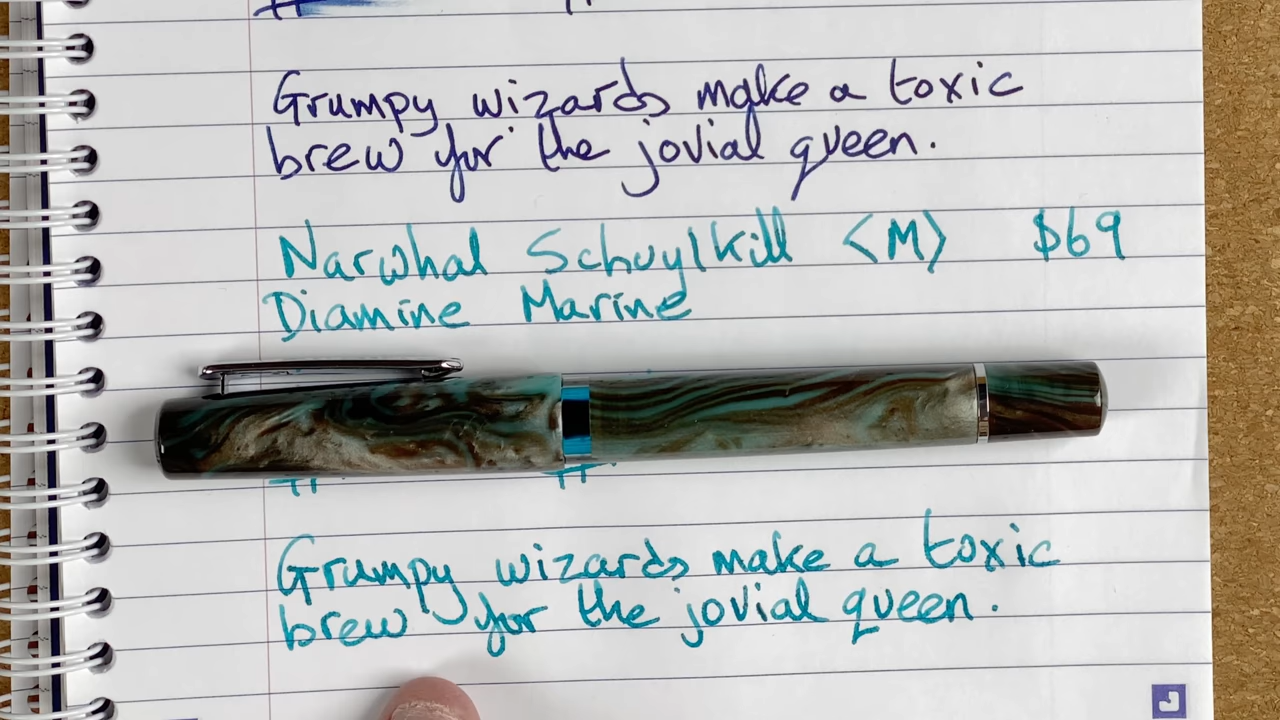 Grumpy wizards make a toxic
brew for the jovial queen.
Narwhal Schuylkill <M> $69
Diamine Marine
Grumpy wizards make a toxic
brew for the jovial queen.